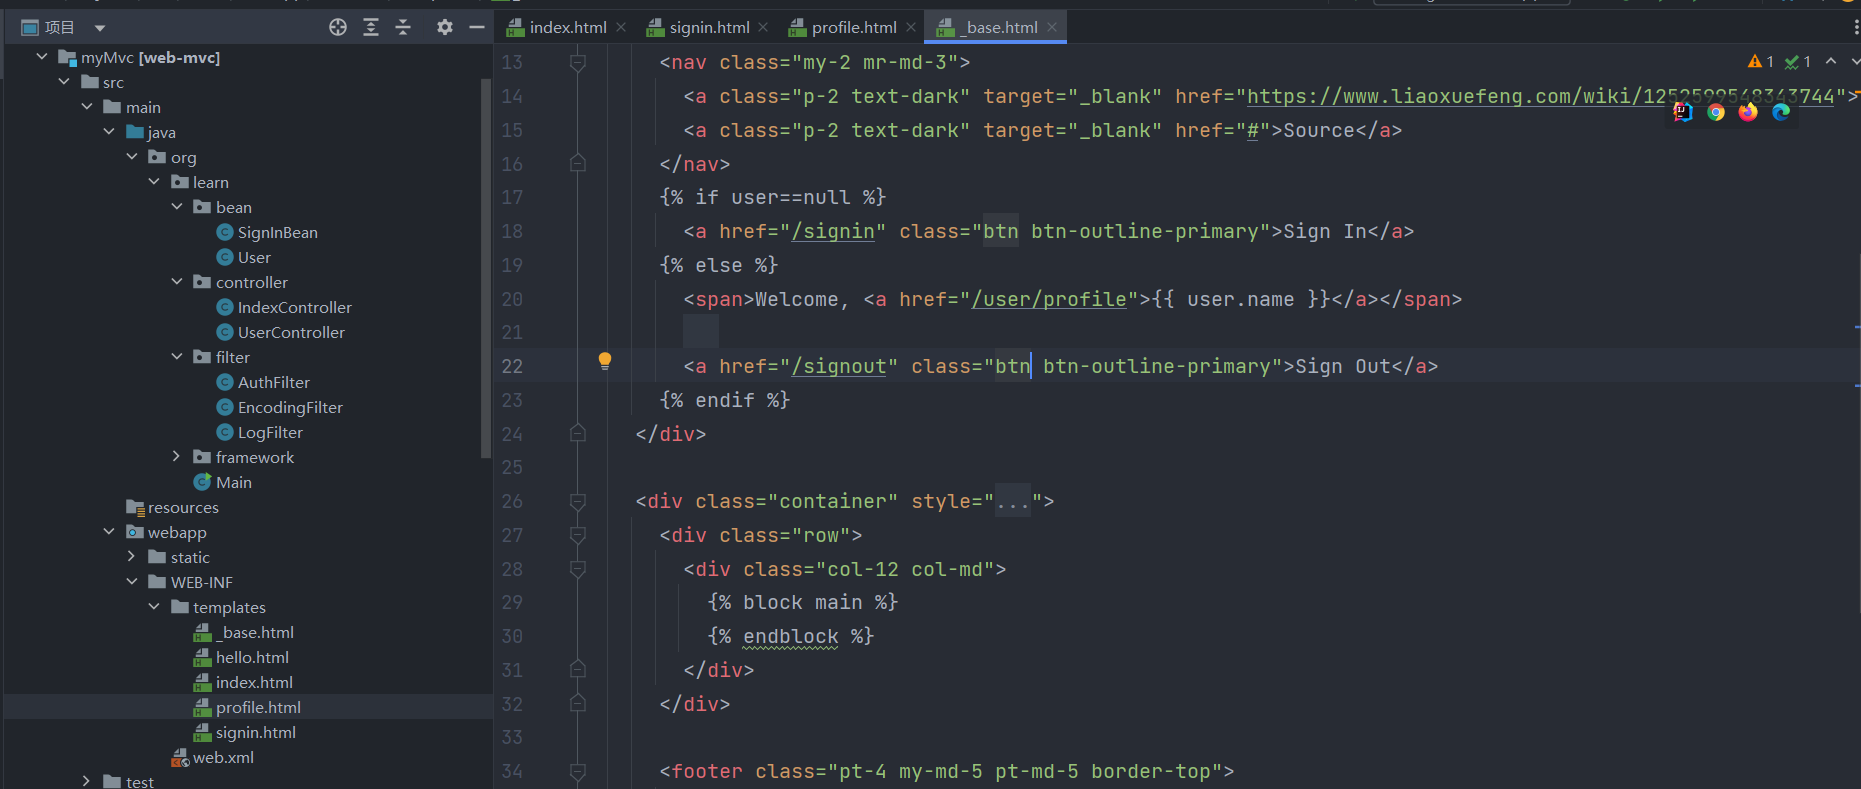 项目
myMvc [web-mvc]
src
main
java
org
learn
bean
SignInBean
User
controller
IndexController
UserController
filter
AuthFilter
EncodingFilter
LogFilter
framework
Main
resources
webapp
static
WEB-INF
templates
_base.html
hello.html
index.html
profile.html
signin.html
web.xml
test
index.html signin.html profile.html _base.html
1 1
13 <nav class="my-2 mr-md-3">
14 <a class="p-2 text-dark" target="_blank" href="https://www.liaoxuefeng.com/wiki/1252599548343744">
15 <a class="p-2 text-dark" target="_blank" href="#">Source</a>
16 </nav>
17 {% if user==null %}
18 <a href="/signin" class="btn btn-outline-primary">Sign In</a>
19 {% else %}
20 <span>Welcome, <a href="/user/profile">{{ user.name }}</a></span>
21
22 <a href="/signout" class="btn btn-outline-primary">Sign Out</a>
23 {% endif %}
24 </div>
25
26 <div class="container" style="...">
27 <div class="row">
28 <div class="col-12 col-md">
29 {% block main %}
30 {% endblock %}
31 </div>
32 </div>
33
34 <footer class="pt-4 my-md-5 pt-md-5 border-top">